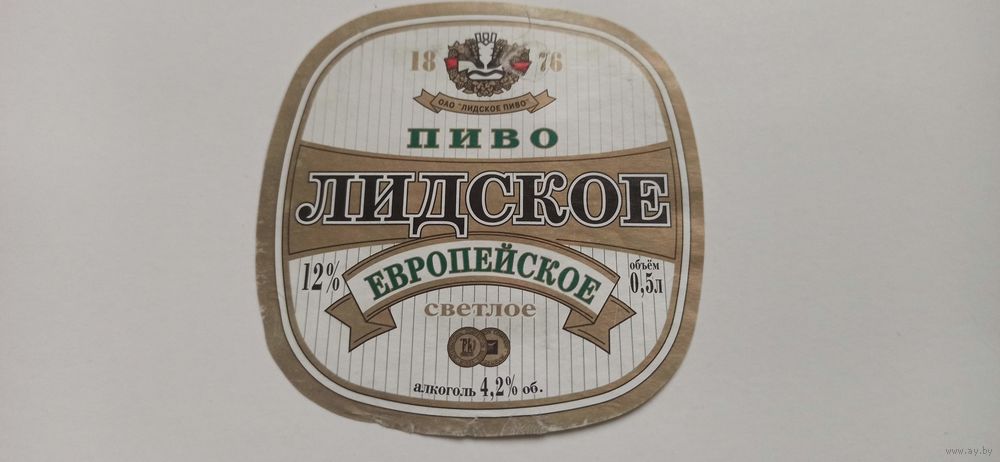 18 76
ОАО "ЛИДСКОЕ ПИВО"
ПИВО
ЛИДСКОЕ
ЕВРОПЕЙСКОЕ
12%
объём
0,5л
светлое
алкоголь 4,2% об.
www.ay.by